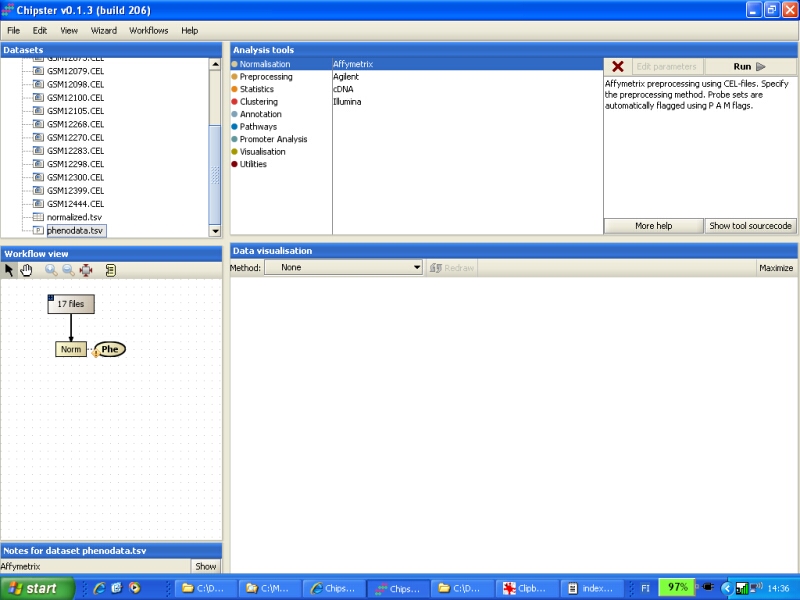 Chipster v0.1.3 (build 206)
File Edit View Wizard Workflows Help
Datasets
GSM12079.CEL
GSM12098.CEL
GSM12100.CEL
GSM12105.CEL
GSM12268.CEL
GSM12270.CEL
GSM12283.CEL
GSM12298.CEL
GSM12300.CEL
GSM12399.CEL
GSM12444.CEL
normalized.tsv
phenodata.tsv
Analysis tools
Normalisation
Preprocessing
Statistics
Clustering
Annotation
Pathways
Promoter Analysis
Visualisation
Utilities
Affymetrix
Agilent
cDNA
Illumina
Edit parameters Run
Affymetrix preprocessing using CEL-files. Specify
the preprocessing method. Probe sets are
automatically flagged using P A M flags.
More help Show tool sourcecode
Workflow view
17 files
Norm Phe
Data visualisation
Method: None Redraw Maximize
Notes for dataset phenodata.tsv
Affymetrix Show
start C:\D... C:\M... Chips... Chips... C:\D... Clipb... index... FI 97% 14:36